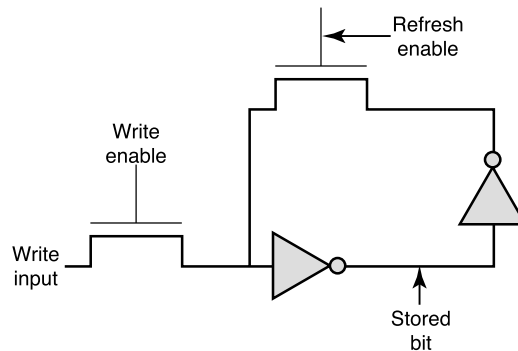 Refresh
enable
Write
enable
Write
input
Stored
bit